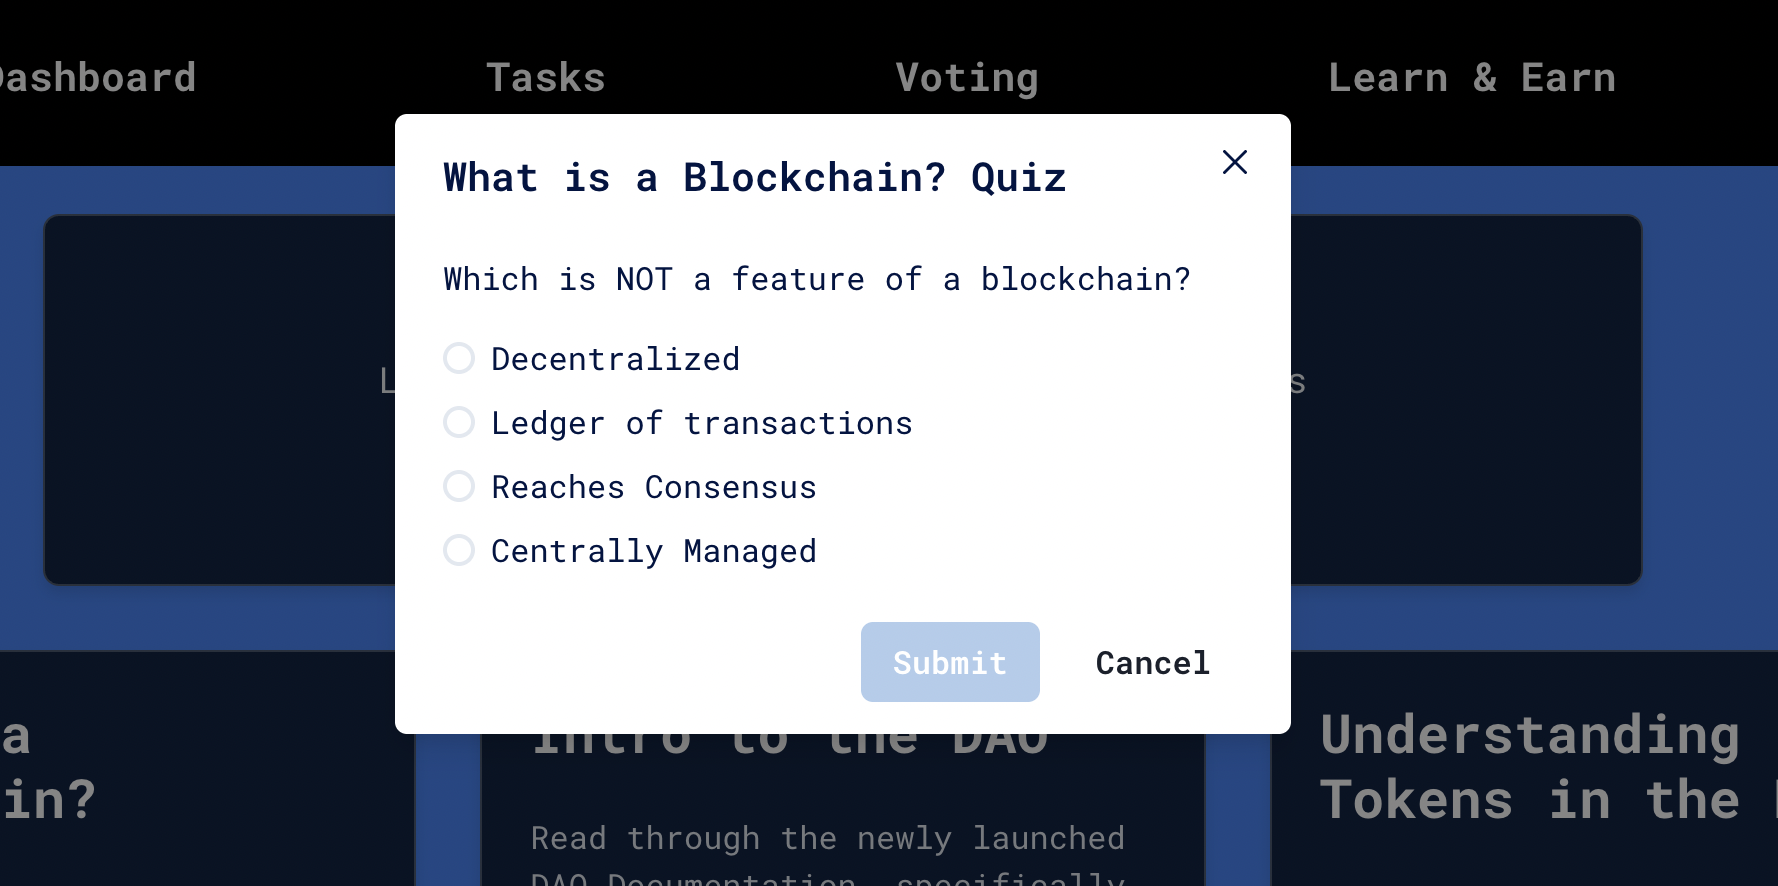 Dashboard Tasks Voting Learn & Earn
What is a Blockchain? Quiz
Which is NOT a feature of a blockchain?
Decentralized
Ledger of transactions
Reaches Consensus
Centrally Managed
Submit Cancel
a
in?
Intro to the DAO
Read through the newly launched
DAO Documentation, specifically
Understanding
Tokens in the